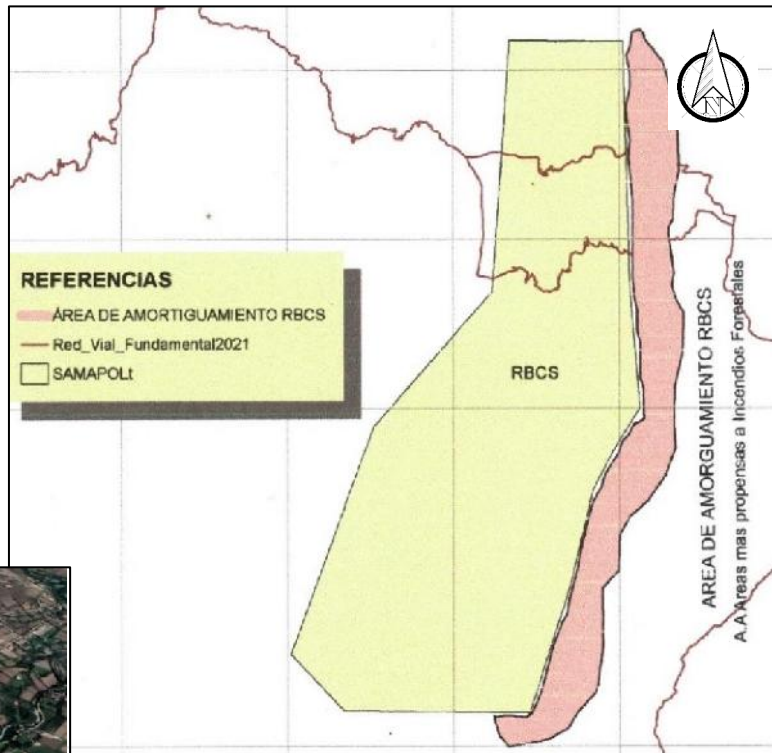 N
REFERENCIAS
ÁREA DE AMORTIGUAMIENTO RBCS
Red_Vial_Fundamental2021
SAMAPOLt
RBCS
AREA DE AMORGUAMIENTO RBCS
A.A Areas mas propensas a Incendios Forestales